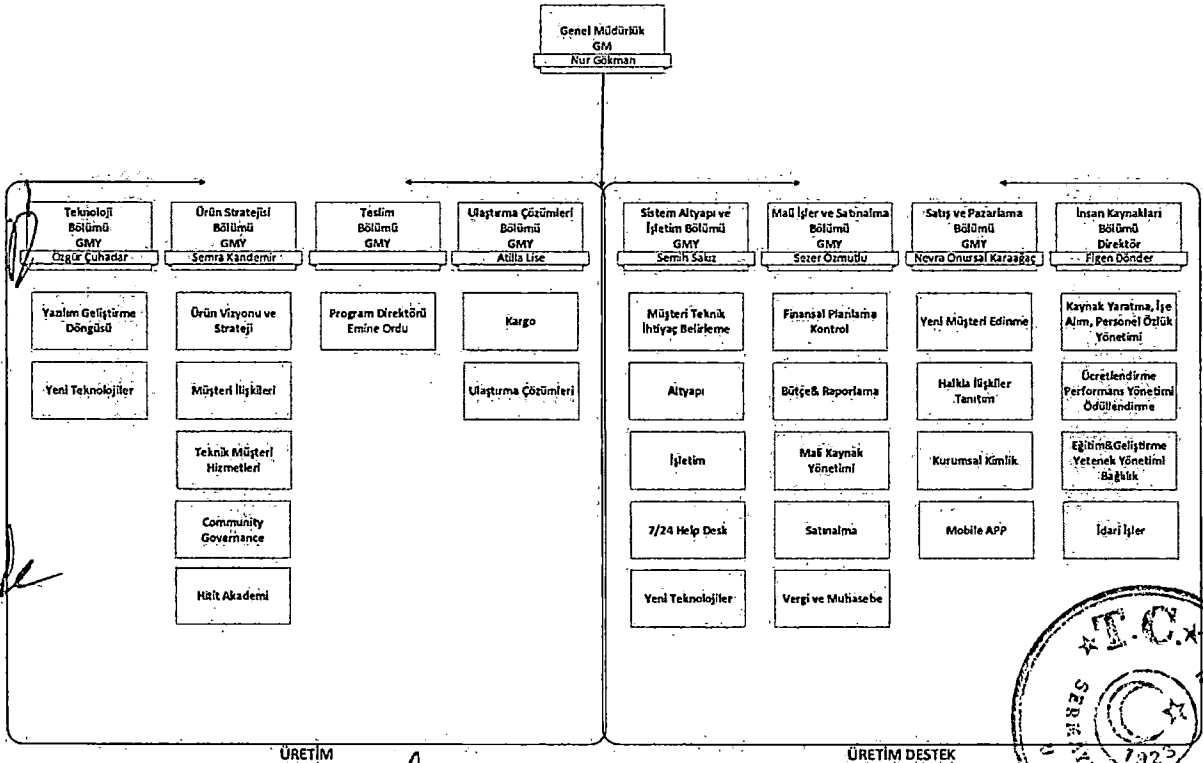 Genel Müdürlük
GM
Nur Gökman
Teknoloji
Bölümü
GMY
Özgür Çuhadar
Ürün Stratejisi
Bölümü
GMY
Semra Kandemir
Teslim
Bölümü
GMY
Ulaştırma Çözümleri
Bölümü
GMY
Atilla Lise
Sistem Altyapı ve
İşletim Bölümü
GMY
Semih Sakız
Mali İşler ve Satınalma
Bölümü
GMY
Sezer Özmutlu
Satış ve Pazarlama
Bölümü
GMY
Nevra Onursal Karaağaç
İnsan Kaynakları
Bölümü
Direktör
Figen Dönder
Yazılım Geliştirme
Döngüsü
Yeni Teknolojiler
Ürün Vizyonu ve
Strateji
Müşteri İlişkileri
Teknik Müşteri
Hizmetleri
Community
Governance
Hitit Akademi
Program Direktörü
Emine Ordu
Kargo
Ulaştırma Çözümleri
Müşteri Teknik
İhtiyaç Belirleme
Altyapı
İşletim
7/24 Help Desk
Yeni Teknolojiler
Finansal Planlama
Kontrol
Bütçe& Raporlama
Mali Kaynak
Yönetimi
Satınalma
Vergi ve Muhasebe
Yeni Müşteri Edinme
Halkla İlişkiler
Tanıtım
Kurumsal Kimlik
Mobile APP
Kaynak Yaratma, İşe
Alım, Personel Özlük
Yönetimi
Ücretlendirme
Performans Yönetimi
Ödüllendirme
Eğitim&Geliştirme
Yetenek Yönetimi
Bağlılık
İdari İşler
ÜRETİM
ÜRETİM DESTEK
T.C.
1923